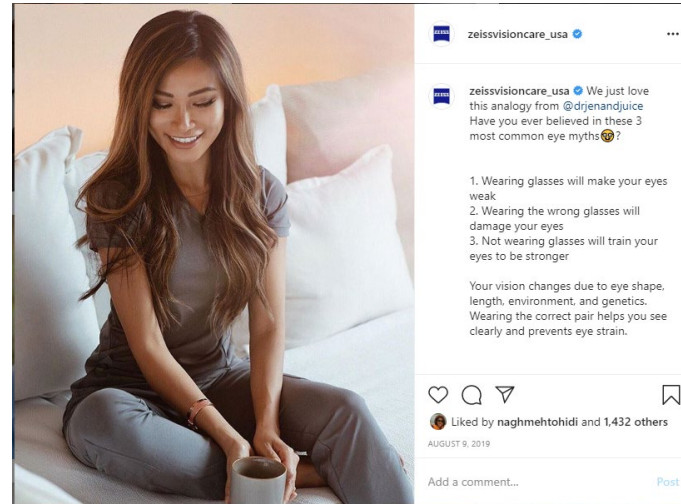 ZEISS
zeissvisioncare_usa
ZEISS
zeissvisioncare_usa We just love
this analogy from @drjenandjuice
Have you ever believed in these 3
most common eye myths🤓?
1. Wearing glasses will make your eyes
weak
2. Wearing the wrong glasses will
damage your eyes
3. Not wearing glasses will train your
eyes to be stronger
Your vision changes due to eye shape,
length, environment, and genetics.
Wearing the correct pair helps you see
clearly and prevents eye strain.
Liked by naghmehtohidi and 1,432 others
AUGUST 9, 2019
Add a comment...
Post